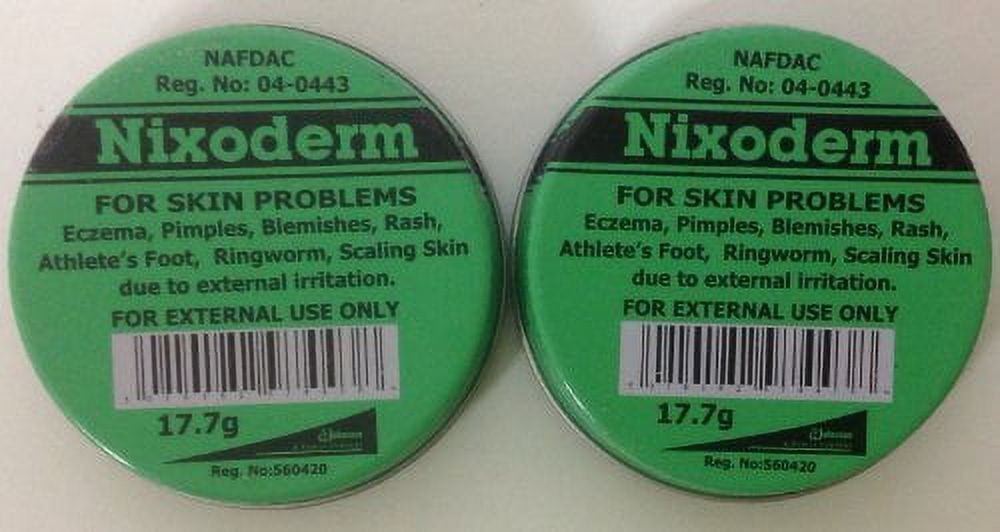 NAFDAC
Reg. No: 04-0443
Nixoderm
FOR SKIN PROBLEMS
Eczema, Pimples, Blemishes, Rash,
Athlete's Foot, Ringworm, Scaling Skin
due to external irritation.
FOR EXTERNAL USE ONLY
17.7g
Reg. No:560420
NAFDAC
Reg. No: 04-0443
Nixoderm
FOR SKIN PROBLEMS
Eczema, Pimples, Blemishes, Rash,
Athlete's Foot, Ringworm, Scaling Skin
due to external irritation.
FOR EXTERNAL USE ONLY
17.7g
Reg. No:560420